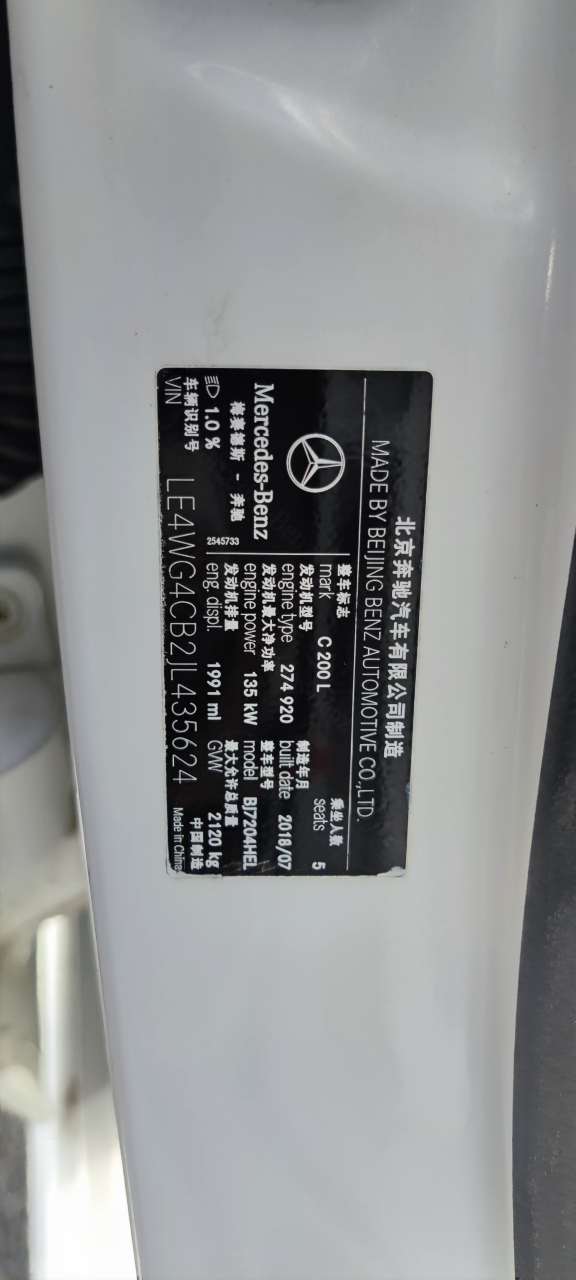 北京奔驰汽车有限公司制造
MADE BY BEIJING BENZ AUTOMOTIVE CO.,LTD.
整车标志
mark C 200 L
乘坐人数
seats 5
发动机型号
engine type 274 920
制造年月
built date 2018/07
Mercedes-Benz
梅赛德斯 - 奔驰
发动机最大净功率
engine power 135 kW
整车型号
model BJ7204HEL
1.0 %
2545733
发动机排量
eng. displ. 1991 ml
最大允许总质量
GVW 2120 kg
车辆识别号
VIN LE4WG4CB2JL435624
中国制造
Made in China